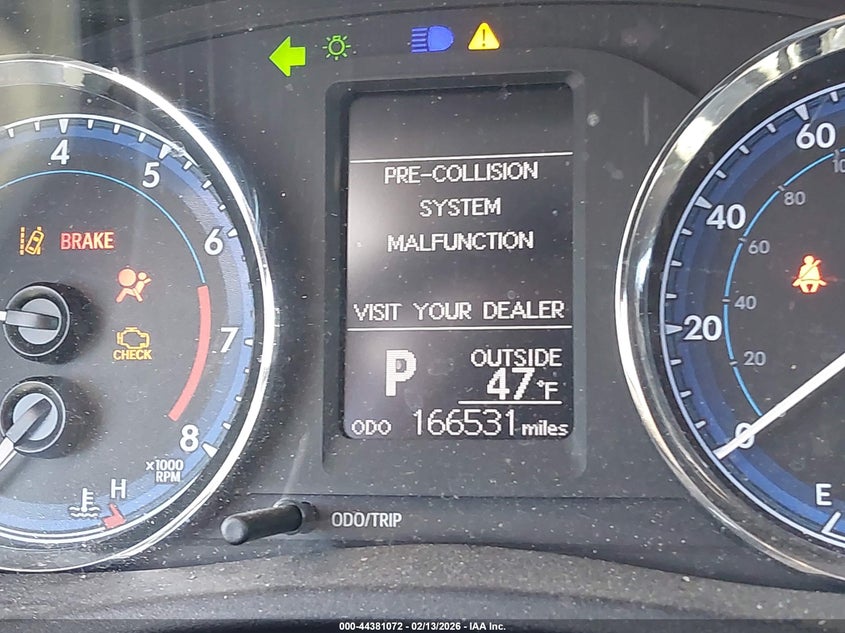 4
5
6
7
8
x1000
RPM
BRAKE
CHECK
H
PRE-COLLISION
SYSTEM
MALFUNCTION
VISIT YOUR DEALER
P
OUTSIDE
47°F
ODO 166531 miles
ODO/TRIP
60
40
20
0
80
60
40
20
E
000-44381072 - 02/13/2026 - IAA Inc.